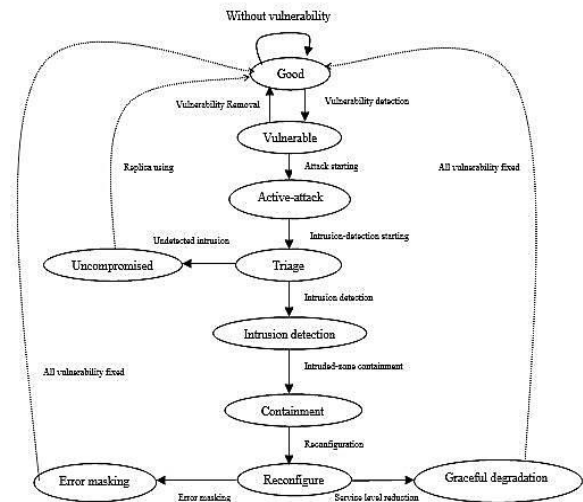 Without vulnerability
Good
Vulnerability Removal
Vulnerability detection
Vulnerable
Attack starting
Replica using
All vulnerability fixed
Active-attack
Undetected intrusion
Intrusion-detection starting
Uncompromised
Triage
Intrusion detection
Intrusion detection
Intruded-zone containment
All vulnerability fixed
Containment
Reconfiguration
Error masking
Reconfigure
Graceful degradation
Error masking
Service level reduction